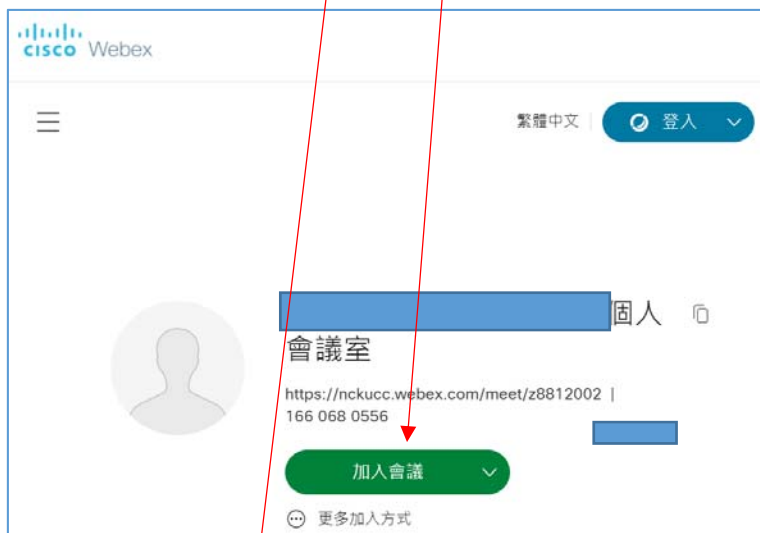 cisco Webex
繁體中文 | 登入
個人
會議室
https://nckucc.webex.com/meet/z8812002 |
166 068 0556
加入會議
更多加入方式